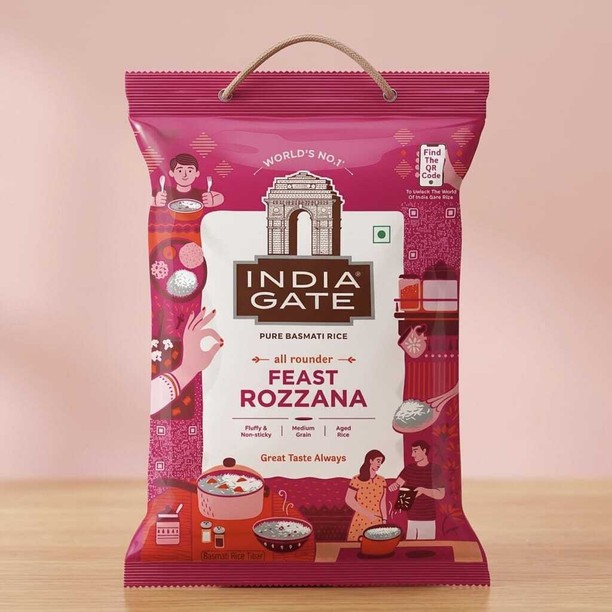 WORLD'S NO.1
Find
The
QR
Code
To Unlock The World
Of India Gate Rice
INDIA®
GATE
PURE BASMATI RICE
all rounder
FEAST
ROZZANA
Fluffy &
Non-sticky
Medium
Grain
Aged
Rice
Great Taste Always
Basmati Rice